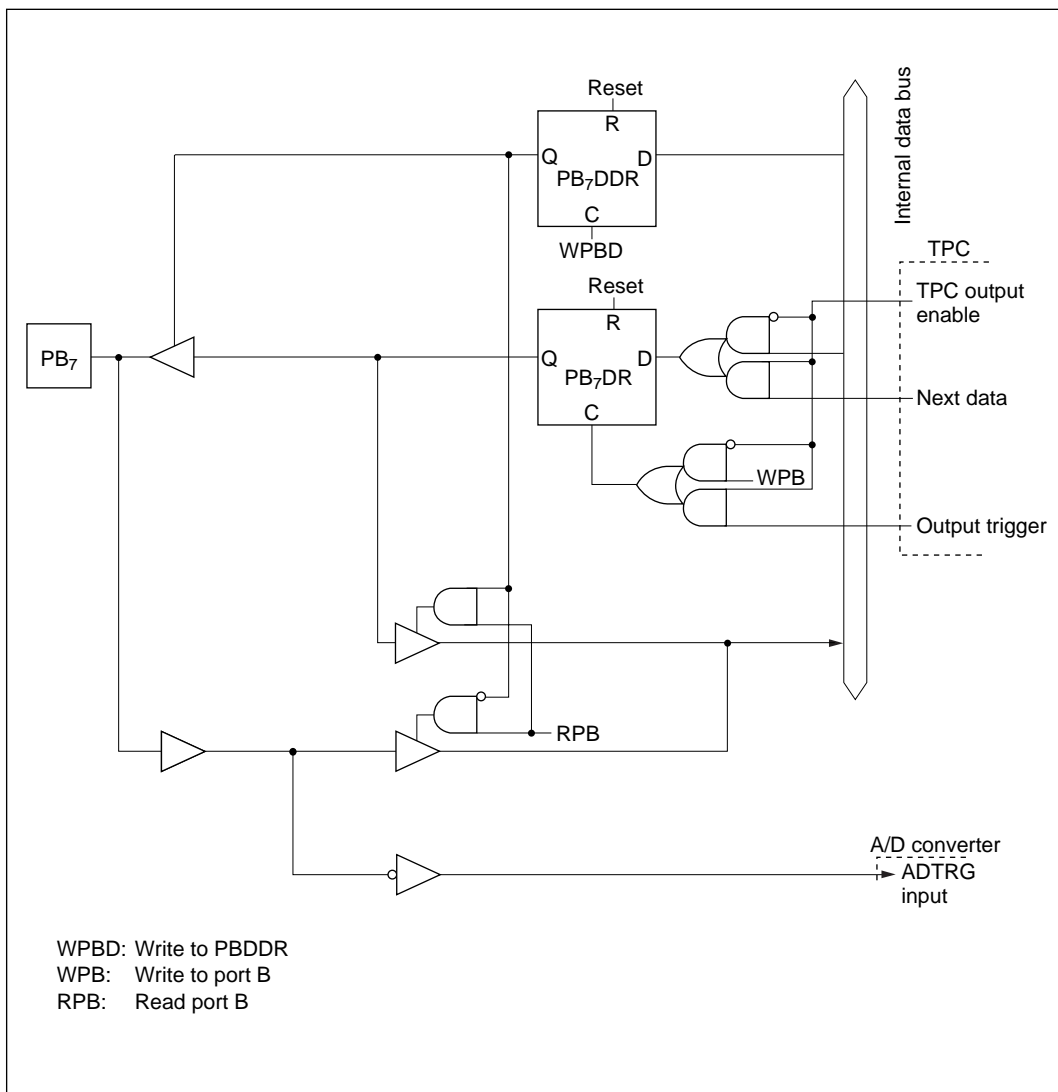 Reset
R
Q
D
PB₇DDR
C
WPBD
Internal data bus
TPC
TPC output
enable
Reset
R
PB₇
Q
D
PB₇DR
C
Next data
WPB
Output trigger
RPB
A/D converter
ADTRG
input
WPBD: Write to PBDDR
WPB: Write to port B
RPB: Read port B